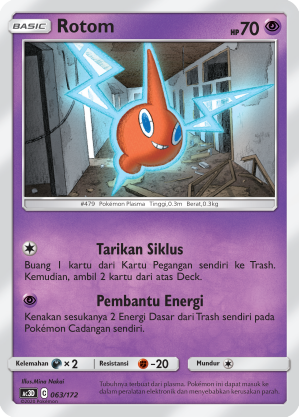 BASIC
Rotom
HP70
#479 Pokémon Plasma Tinggi,0.3m Berat,0.3kg
Tarikan Siklus
Buang 1 kartu dari Kartu Pegangan sendiri ke Trash.
Kemudian, ambil 2 kartu dari atas Deck.
Pembantu Energi
Kenakan sesukanya 2 Energi Dasar dari Trash sendiri pada
Pokémon Cadangan sendiri.
Kelemahan ×2 Resistansi -20 Mundur
Illus.Mina Nakai
063/172
Tubuhnya terbuat dari plasma. Pokémon ini dapat masuk ke
dalam peralatan elektronik dan menyebabkan kerusakan parah.